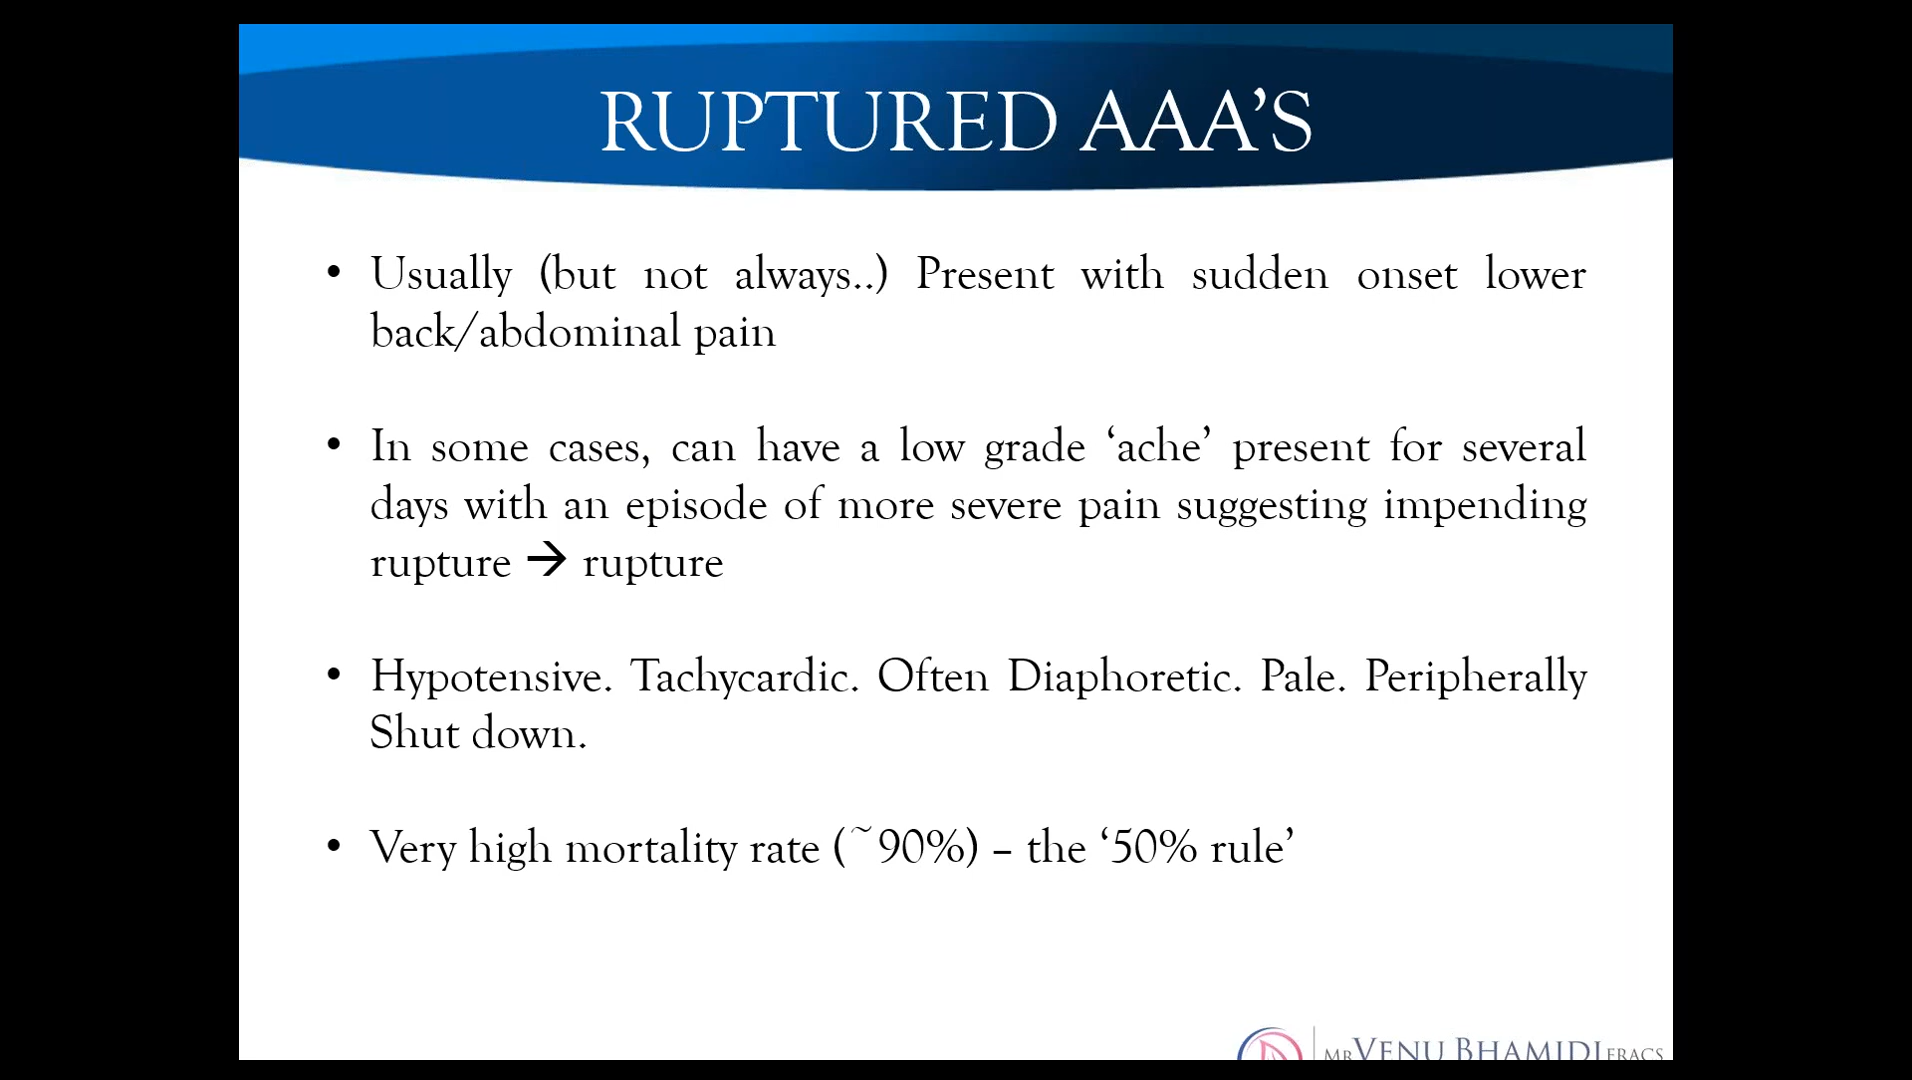 RUPTURED AAA’S
• Usually (but not always..) Present with sudden onset lower
back/abdominal pain
• In some cases, can have a low grade ‘ache’ present for several
days with an episode of more severe pain suggesting impending
rupture → rupture
• Hypotensive. Tachycardic. Often Diaphoretic. Pale. Peripherally
Shut down.
• Very high mortality rate (~90%) – the ‘50% rule’
MR VENU BHAMIDI FRACS